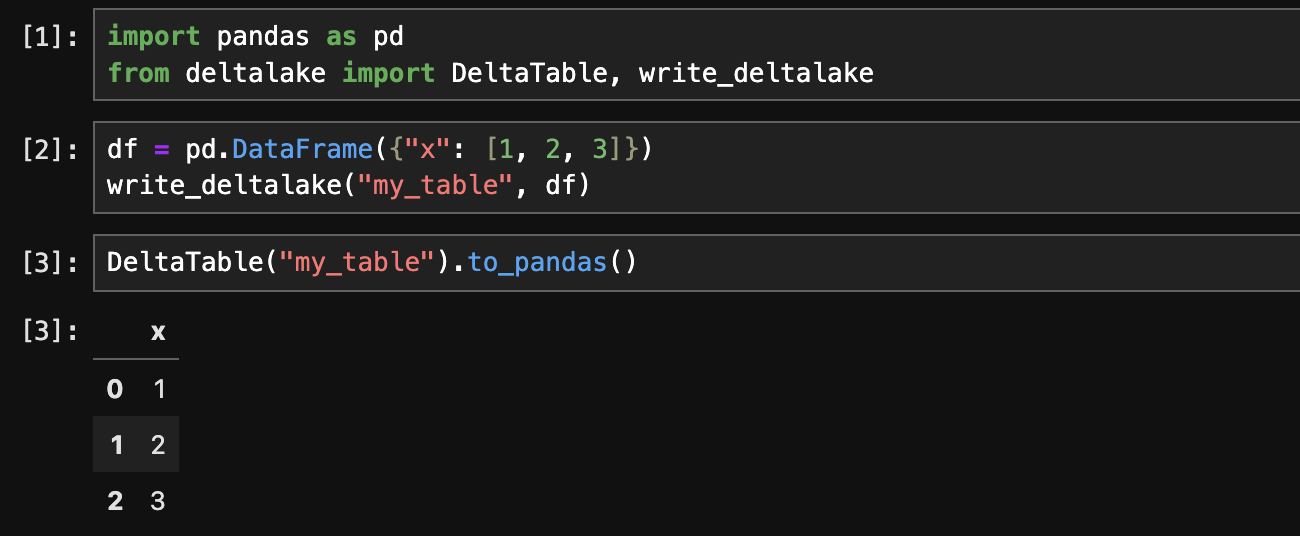 [1]: import pandas as pd
from deltalake import DeltaTable, write_deltalake
[2]: df = pd.DataFrame({"x": [1, 2, 3]})
write_deltalake("my_table", df)
[3]: DeltaTable("my_table").to_pandas()
[3]: x
0 1
1 2
2 3